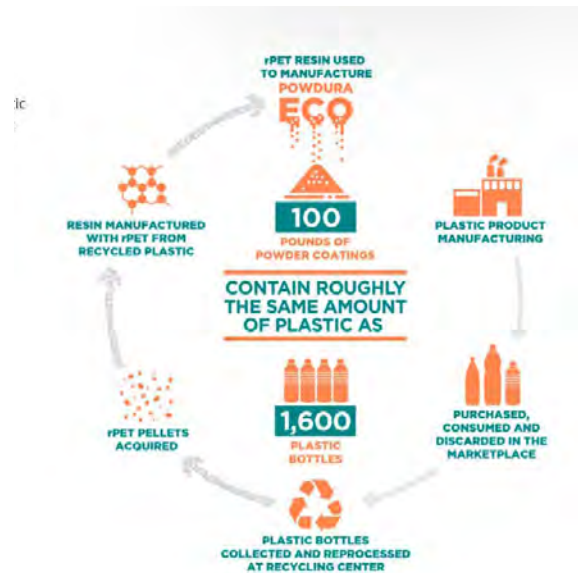 rPET RESIN USED
TO MANUFACTURE
POWDURA
ECO
RESIN MANUFACTURED
WITH rPET FROM
RECYCLED PLASTIC
100
POUNDS OF
POWDER COATINGS
PLASTIC PRODUCT
MANUFACTURING
CONTAIN ROUGHLY
THE SAME AMOUNT
OF PLASTIC AS
rPET PELLETS
ACQUIRED
1,600
PLASTIC
BOTTLES
PURCHASED,
CONSUMED AND
DISCARDED IN THE
MARKETPLACE
PLASTIC BOTTLES
COLLECTED AND REPROCESSED
AT RECYCLING CENTER